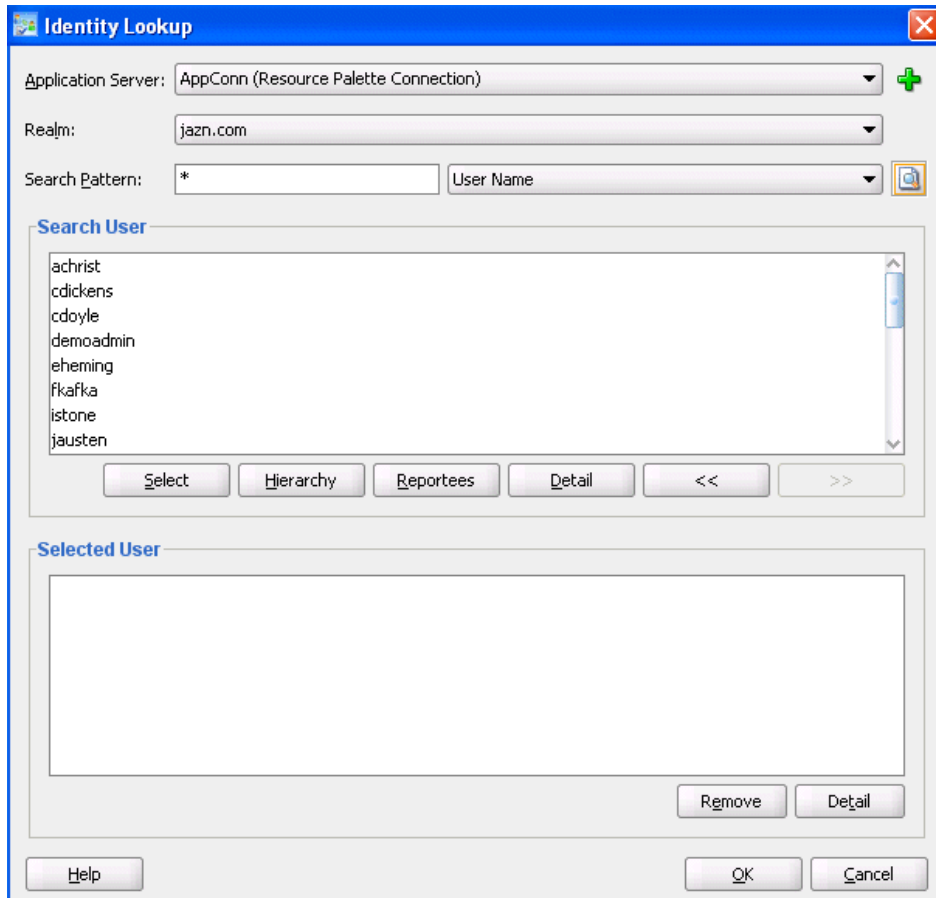 Identity Lookup
Application Server: AppConn (Resource Palette Connection)
Realm: jazn.com
Search Pattern: * User Name
Search User
achrist
cdickens
cdoyle
demoadmin
eheming
fkafka
istone
jausten
Select Hierarchy Reportees Detail << >>
Selected User
Remove Detail
Help OK Cancel